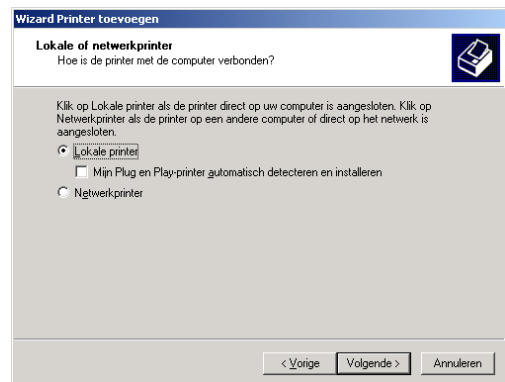 Wizard Printer toevoegen
Lokale of netwerkprinter
Hoe is de printer met de computer verbonden?
Klik op Lokale printer als de printer direct op uw computer is aangesloten. Klik op
Netwerkprinter als de printer op een andere computer of direct op het netwerk is
aangesloten.
Lokale printer
Mijn Plug en Play-printer automatisch detecteren en installeren
Netwerkprinter
< Vorige Volgende > Annuleren